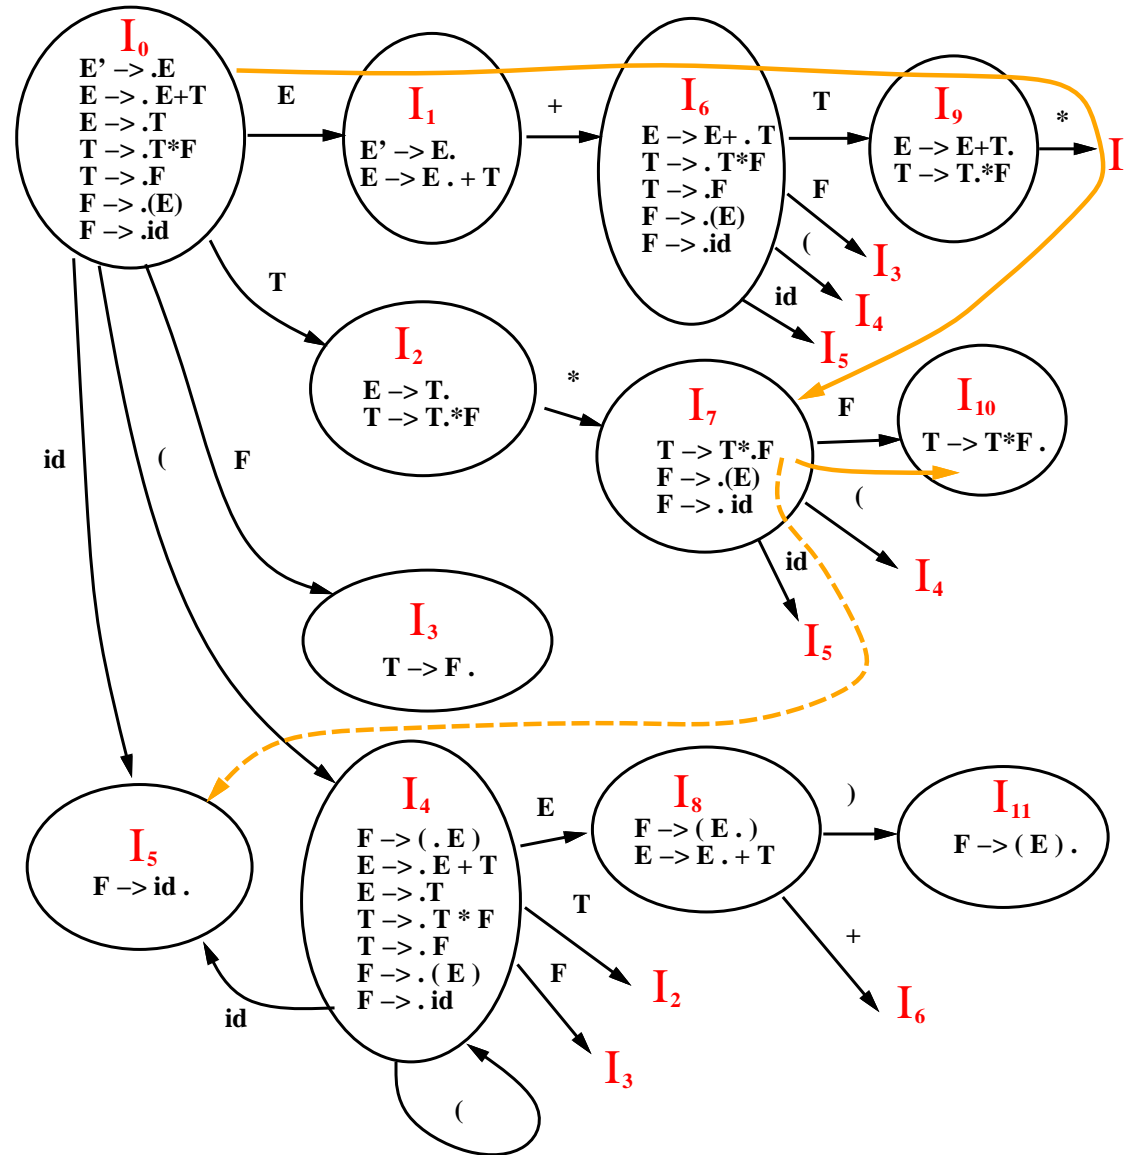 I0
E' –> .E
E –> . E+T
E –> .T
T –> .T*F
T –> .F
F –> .(E)
F –> .id
E
I1
E' –> E.
E –> E . + T
+
I6
E –> E+ . T
T –> . T*F
T –> .F
F –> .(E)
F –> .id
T
I9
E –> E+T.
T –> T.*F
*
I
F
I3
(
I4
id
I5
T
I2
E –> T.
T –> T.*F
*
I7
T –> T*.F
F –> .(E)
F –> . id
F
I10
T –> T*F .
(
I4
id
I5
id
(
F
I3
T –> F .
I5
F –> id .
I4
F –> ( . E )
E –> . E + T
E –> .T
T –> . T * F
T –> . F
F –> . ( E )
F –> . id
E
I8
F –> ( E . )
E –> E . + T
)
I11
F –> ( E ) .
T
I2
F
I3
+
I6
id
(